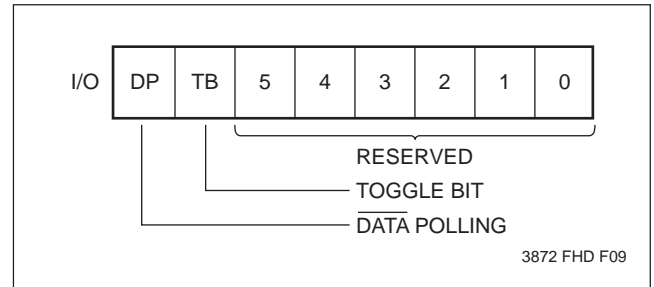 I/O DP TB 5 4 3 2 1 0
RESERVED
TOGGLE BIT
DATA POLLING
3872 FHD F09